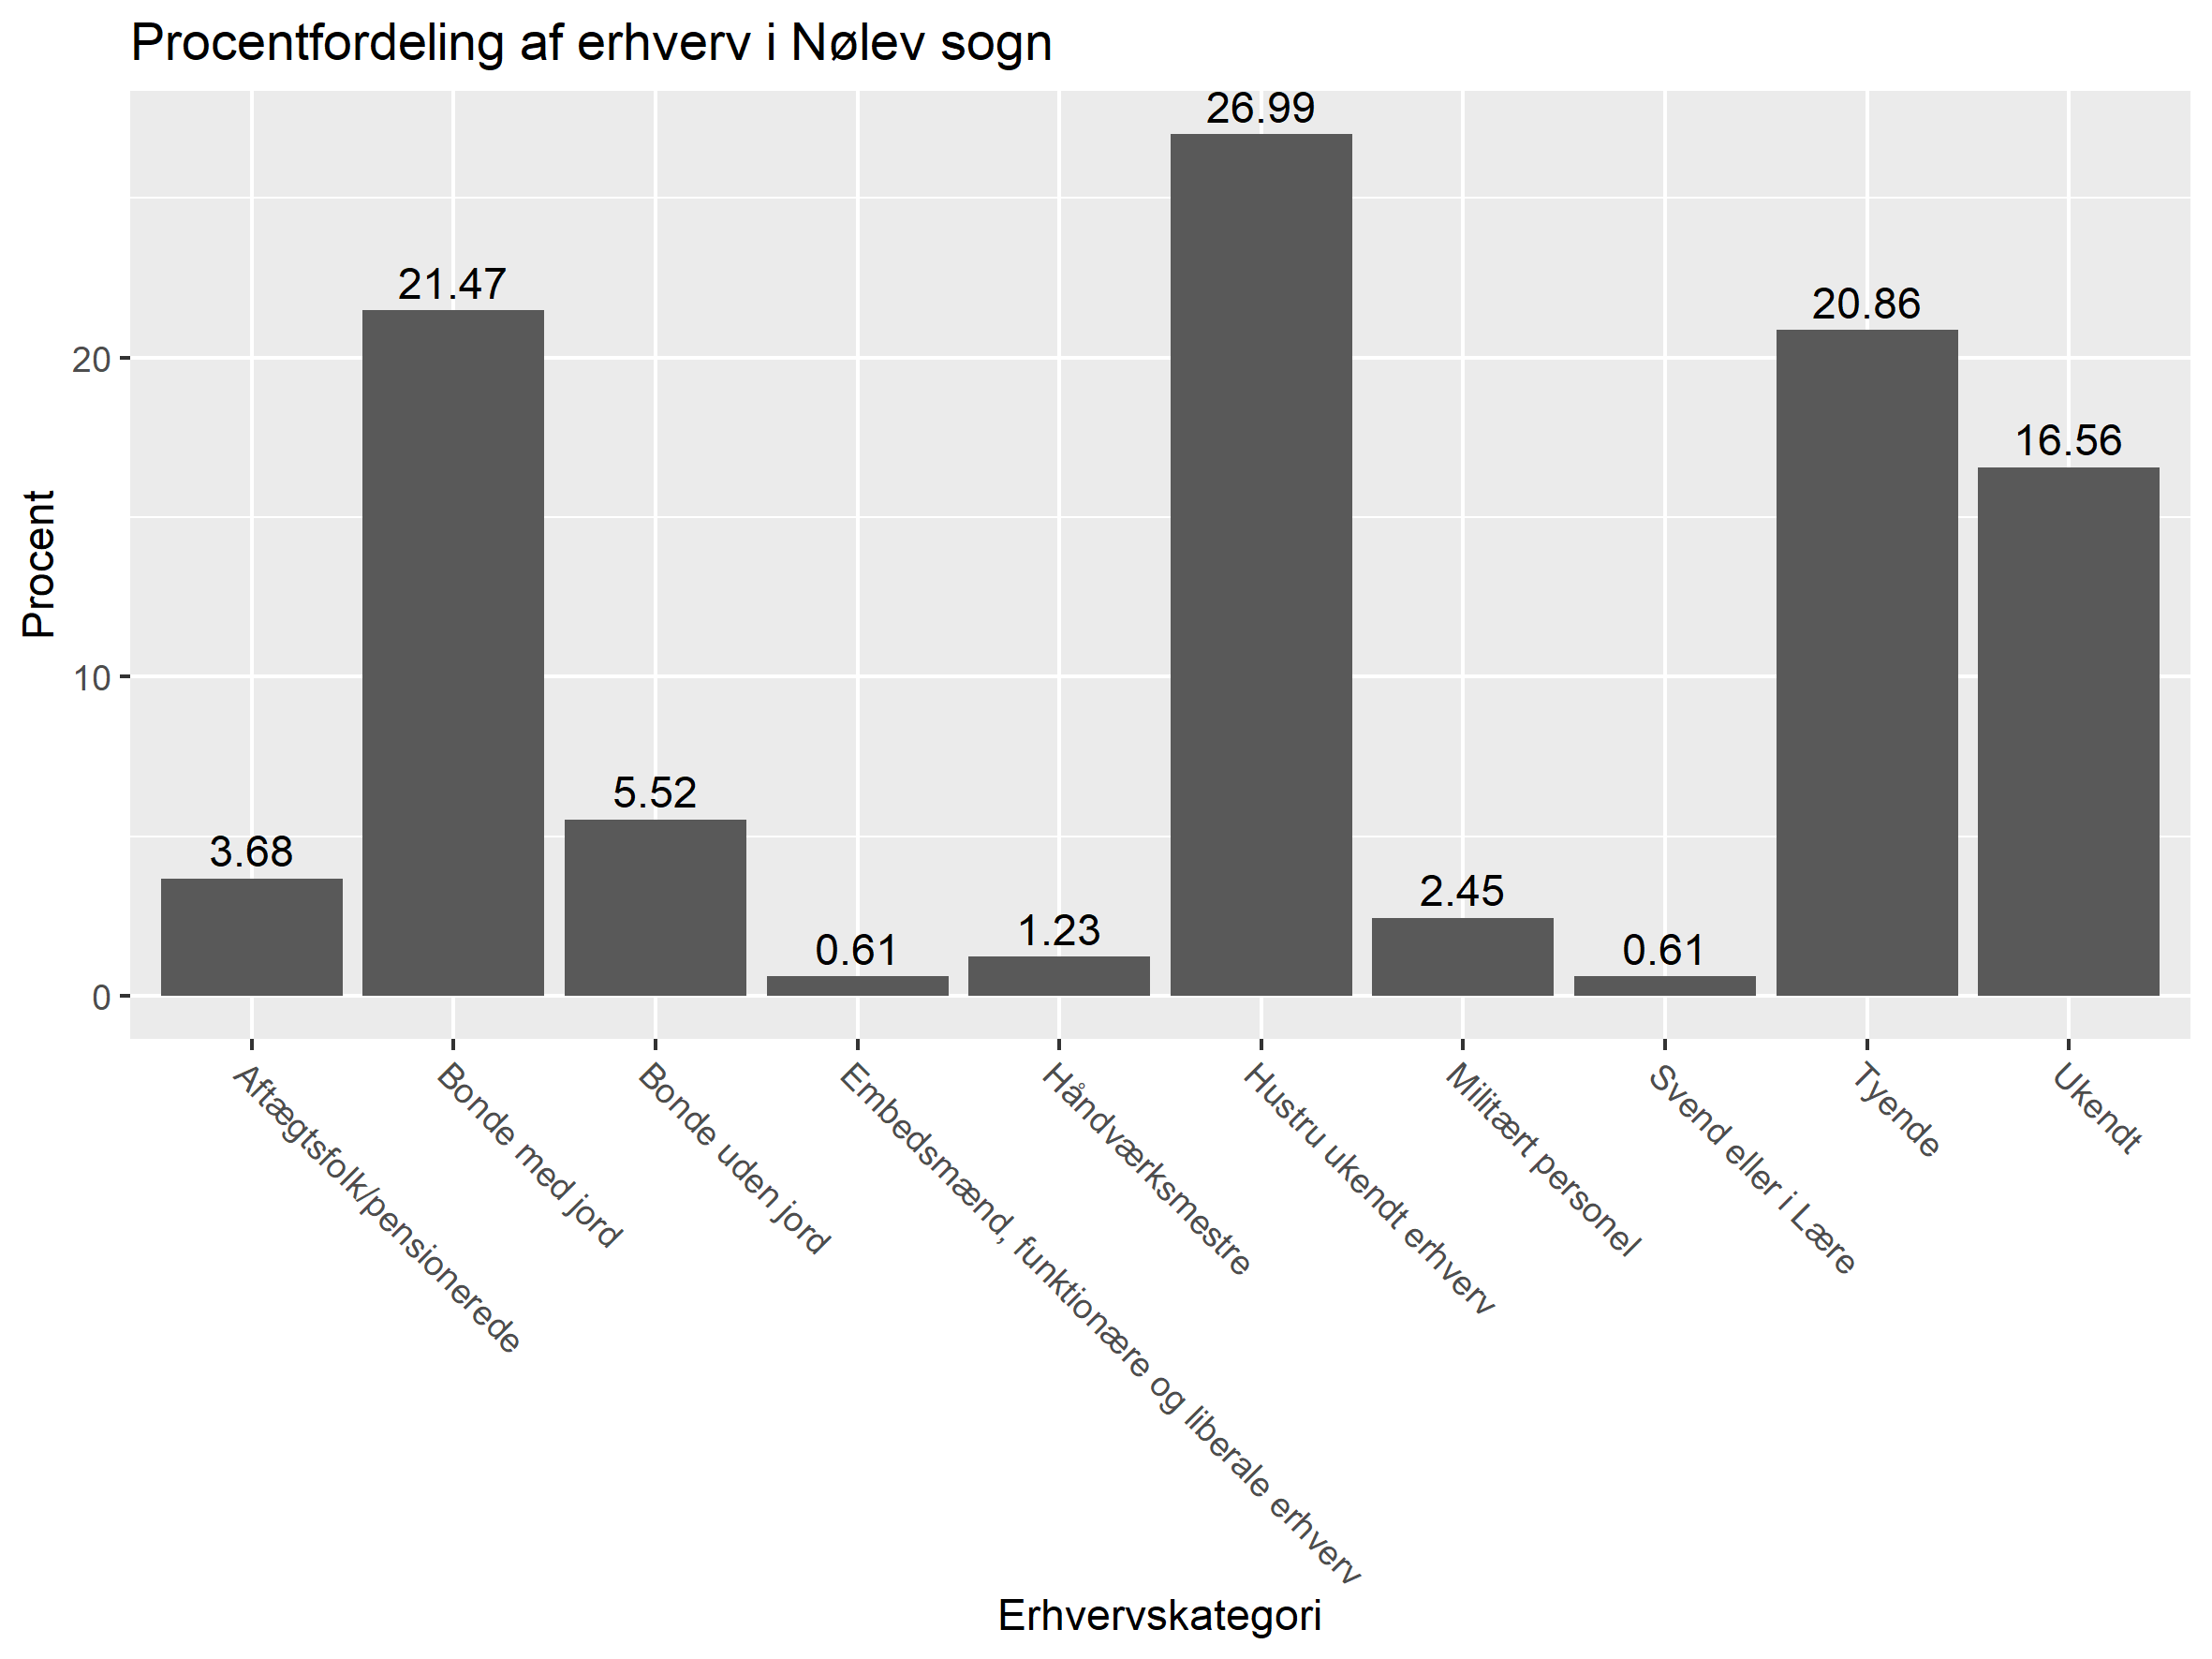 Procentfordeling af erhverv i Nølev sogn
26.99
21.47
20.86
16.56
5.52
3.68
2.45
1.23
0.61
0.61
Procent
20
10
0
Aftægtsfolk/pensionerede
Bonde med jord
Bonde uden jord
Embedsmænd, funktionære og liberale erhverv
Håndværksmestre
Hustru ukendt erhverv
Militært personel
Svend eller i Lære
Tyende
Ukendt
Erhvervskategori